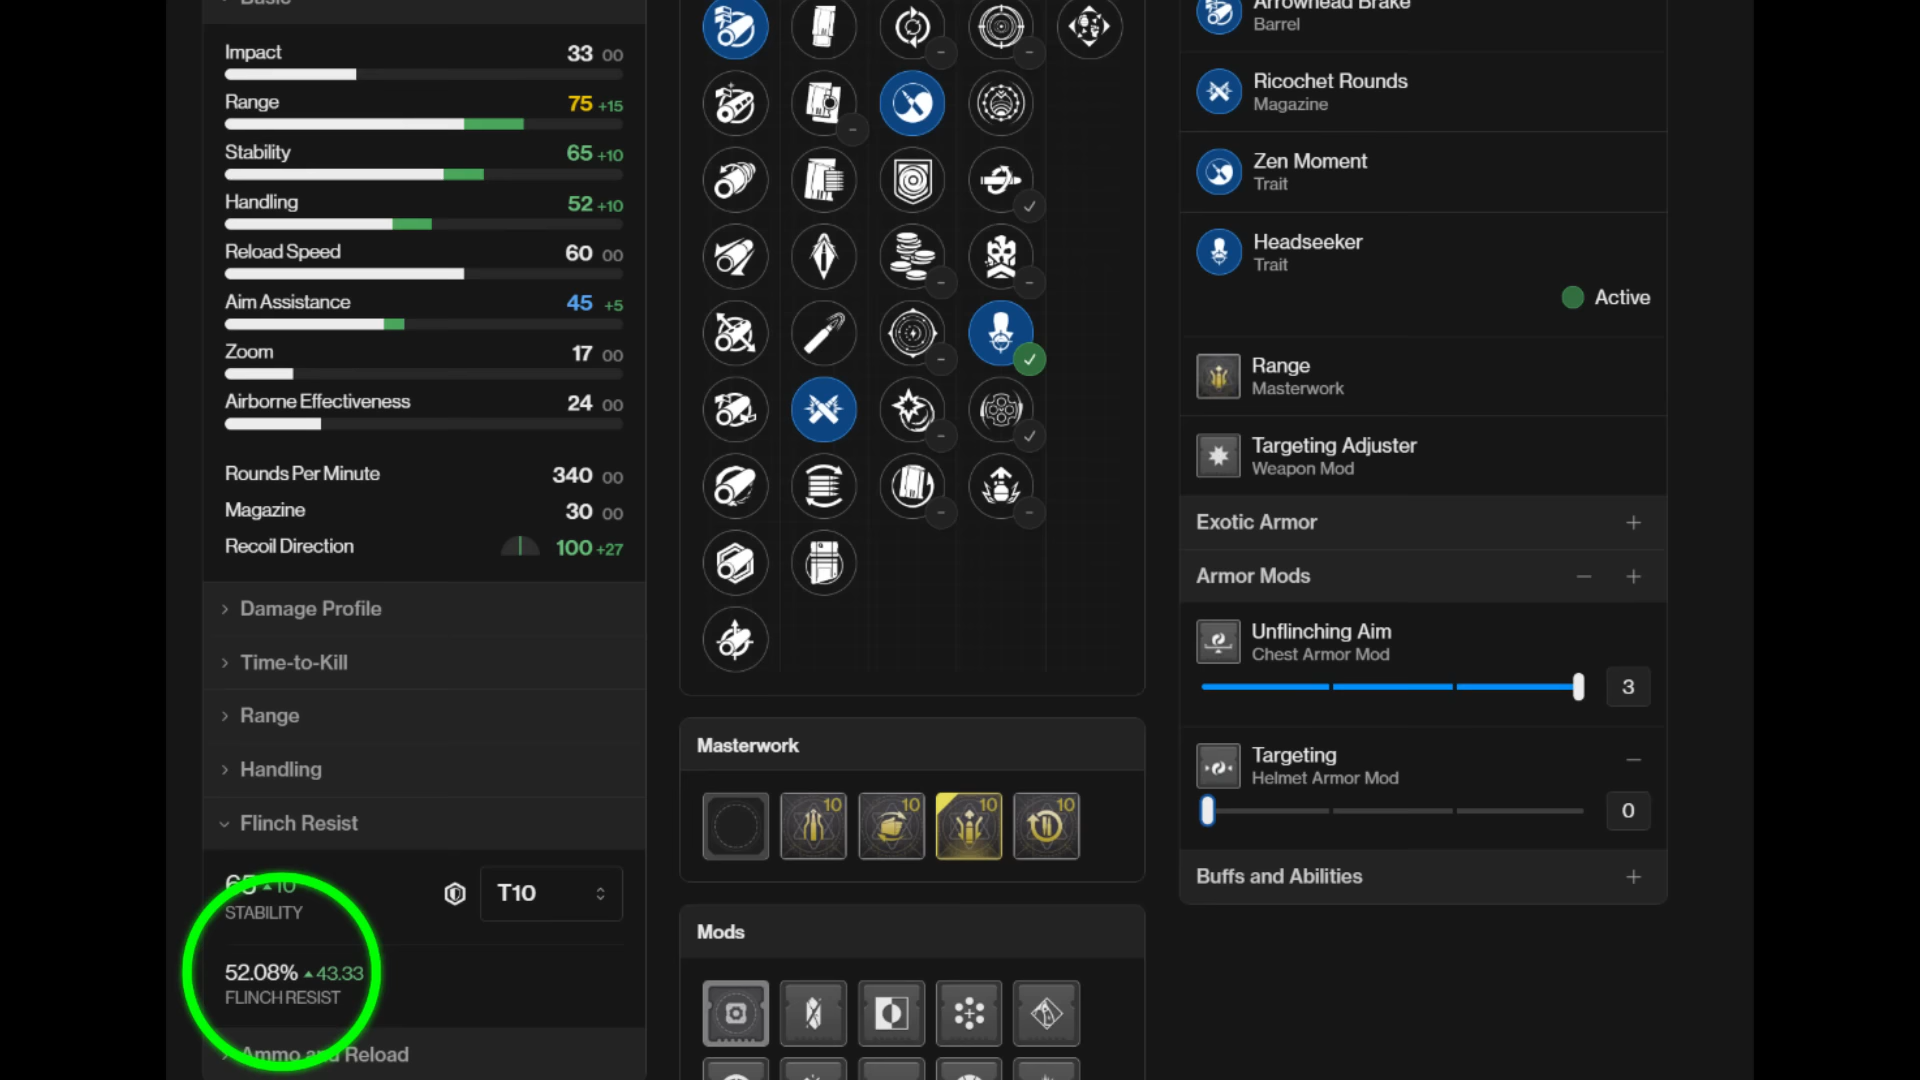 Basic
Impact
33 00
Range
75 +15
Stability
65 +10
Handling
52 +10
Reload Speed
60 00
Aim Assistance
45 +5
Zoom
17 00
Airborne Effectiveness
24 00
Rounds Per Minute
340 00
Magazine
30 00
Recoil Direction
100 +27
Damage Profile
Time-to-Kill
Range
Handling
Flinch Resist
65 10
STABILITY
T10
52.08% 43.33
FLINCH RESIST
Ammo and Reload
Masterwork
10
10
10
10
Mods
Arrowhead Brake
Barrel
Ricochet Rounds
Magazine
Zen Moment
Trait
Headseeker
Trait
Active
Range
Masterwork
Targeting Adjuster
Weapon Mod
Exotic Armor
Armor Mods
Unflinching Aim
Chest Armor Mod
3
Targeting
Helmet Armor Mod
0
Buffs and Abilities